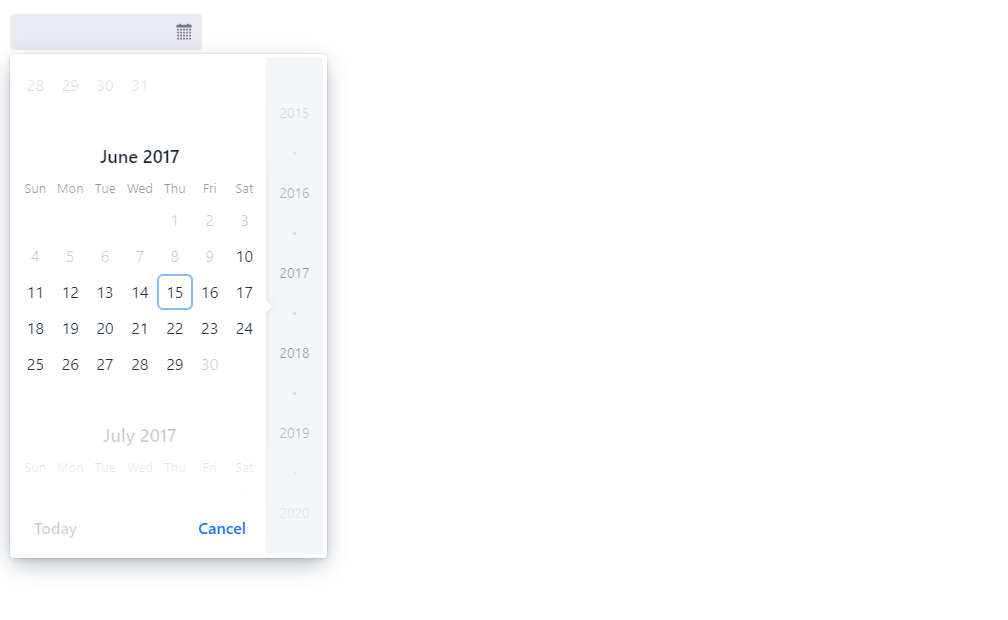 28 29 30 31
June 2017
Sun Mon Tue Wed Thu Fri Sat
1 2 3
4 5 6 7 8 9 10
11 12 13 14 15 16 17
18 19 20 21 22 23 24
25 26 27 28 29 30
July 2017
Sun Mon Tue Wed Thu Fri Sat
Today Cancel
2015
2016
2017
2018
2019
2020